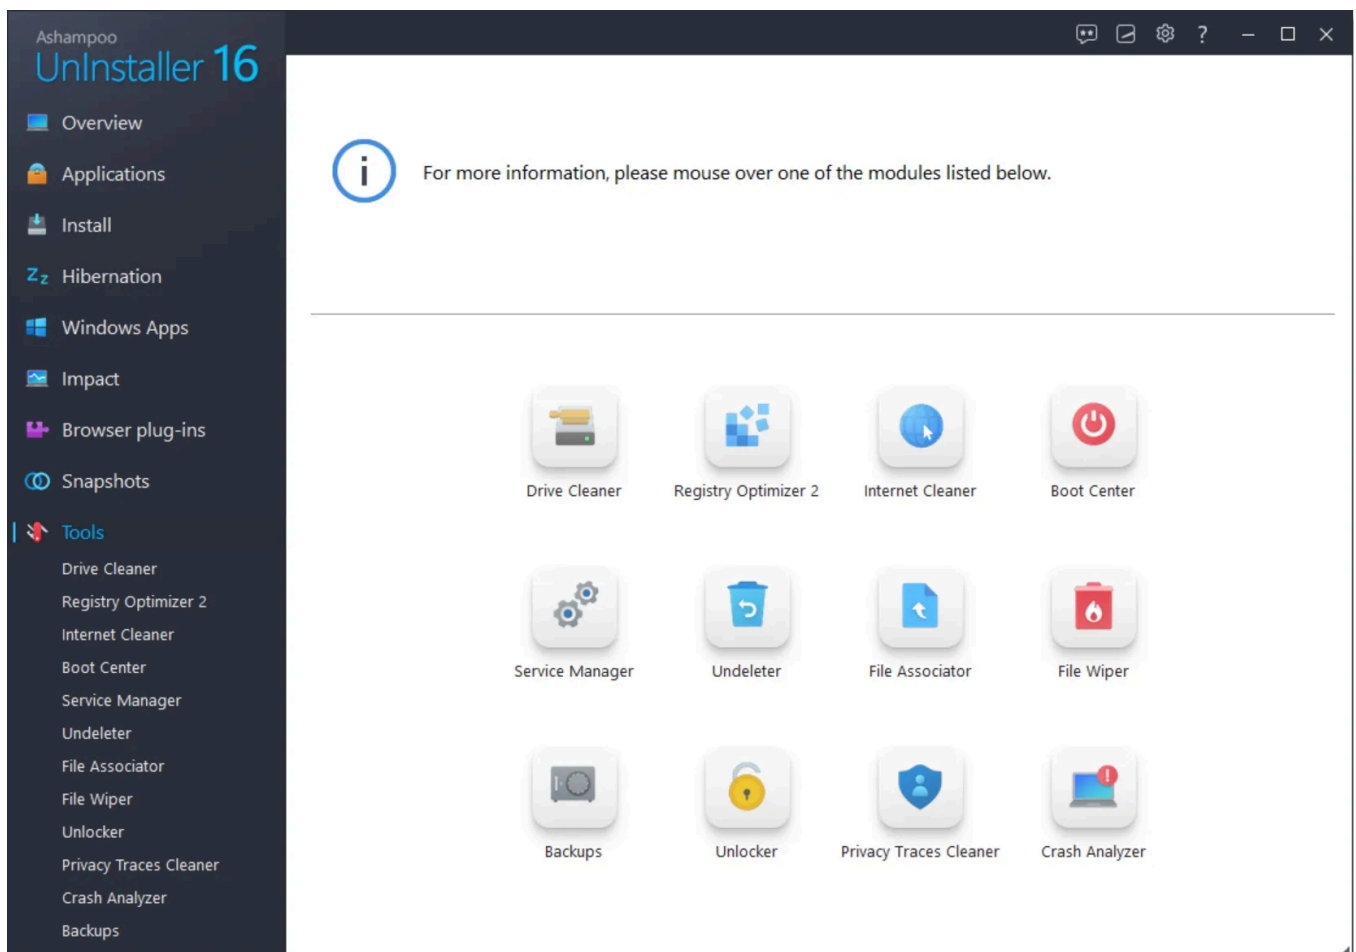 Ashampoo
UnInstaller 16
Overview
Applications
Install
Hibernation
Windows Apps
Impact
Browser plug-ins
Snapshots
Tools
Drive Cleaner
Registry Optimizer 2
Internet Cleaner
Boot Center
Service Manager
Undeleter
File Associator
File Wiper
Unlocker
Privacy Traces Cleaner
Crash Analyzer
Backups
For more information, please mouse over one of the modules listed below.
Drive Cleaner Registry Optimizer 2 Internet Cleaner Boot Center
Service Manager Undeleter File Associator File Wiper
Backups Unlocker Privacy Traces Cleaner Crash Analyzer